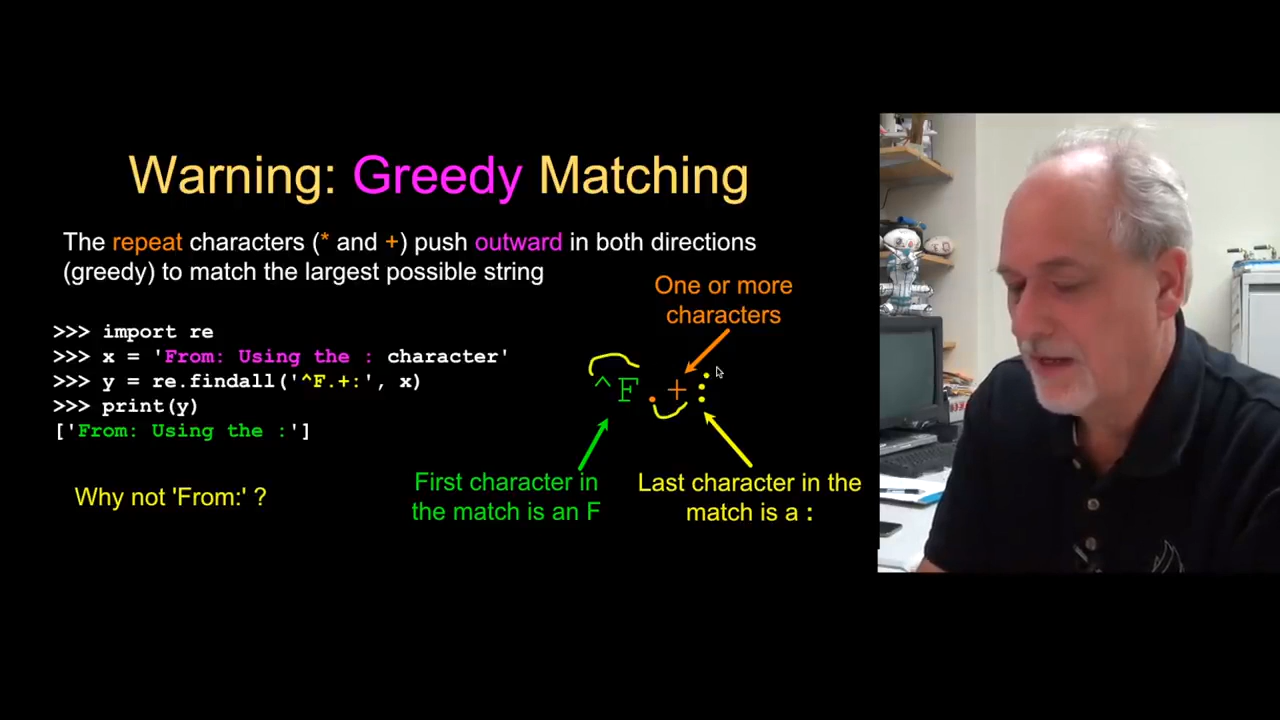 Warning: Greedy Matching
The repeat characters (* and +) push outward in both directions
(greedy) to match the largest possible string
One or more
characters
>>> import re
>>> x = 'From: Using the : character'
>>> y = re.findall('^F.+:', x)
>>> print(y)
['From: Using the :']
^F.+:
First character in
the match is an F
Last character in the
match is a :
Why not 'From:' ?